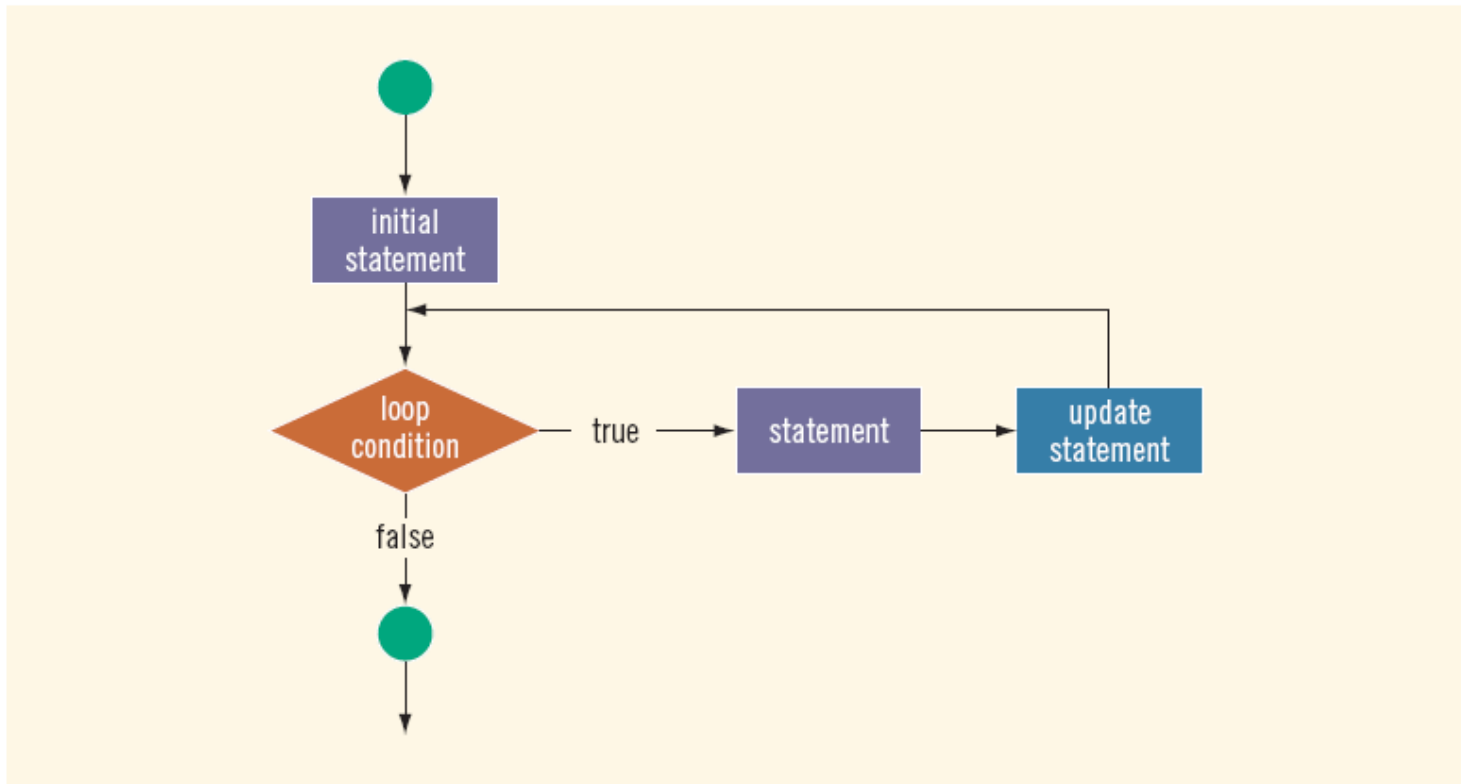 initial
statement
loop
condition
true
statement
update
statement
false